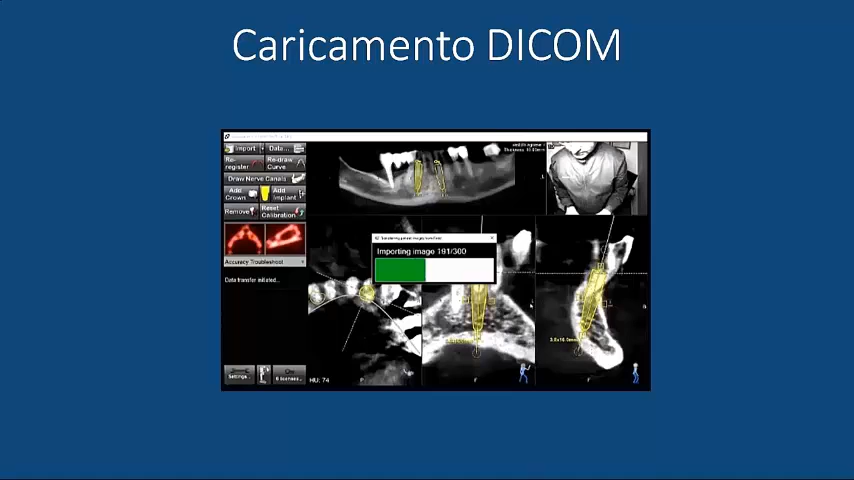 Caricamento DICOM
Import
Data...
Re-register
Re-draw Curve
Draw Nerve Canals
Add Crown
Add Implant
Remove
Reset Calibration
Accuracy Troubleshoot
Data transfer initiated...
Importing image 191/300
Settings...
HU: 74